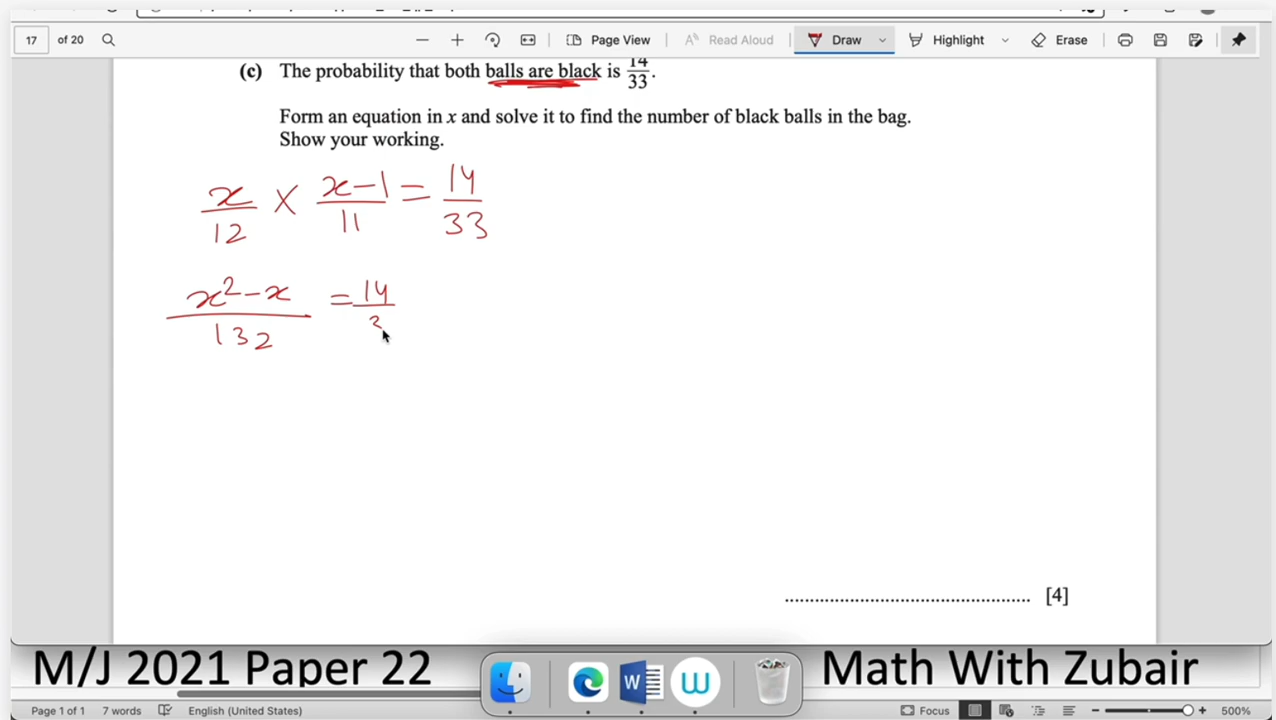 17 of 20 Page View Read Aloud Draw Highlight Erase
(c) The probability that both balls are black is 14/33.
Form an equation in x and solve it to find the number of black balls in the bag.
Show your working.
x/12 × x-1/11 = 14/33
x²-x/132 = 14/3
[4]
M/J 2021 Paper 22
W
Math With Zubair
Page 1 of 1 7 words English (United States) Focus 500%